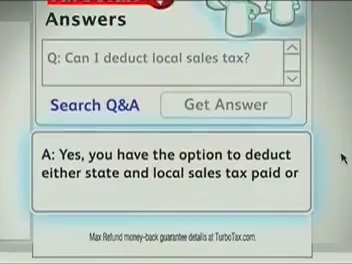 Answers
Q: Can I deduct local sales tax?
Search Q&A
Get Answer
A: Yes, you have the option to deduct
either state and local sales tax paid or
Max Refund money-back guarantee details at TurboTax.com.